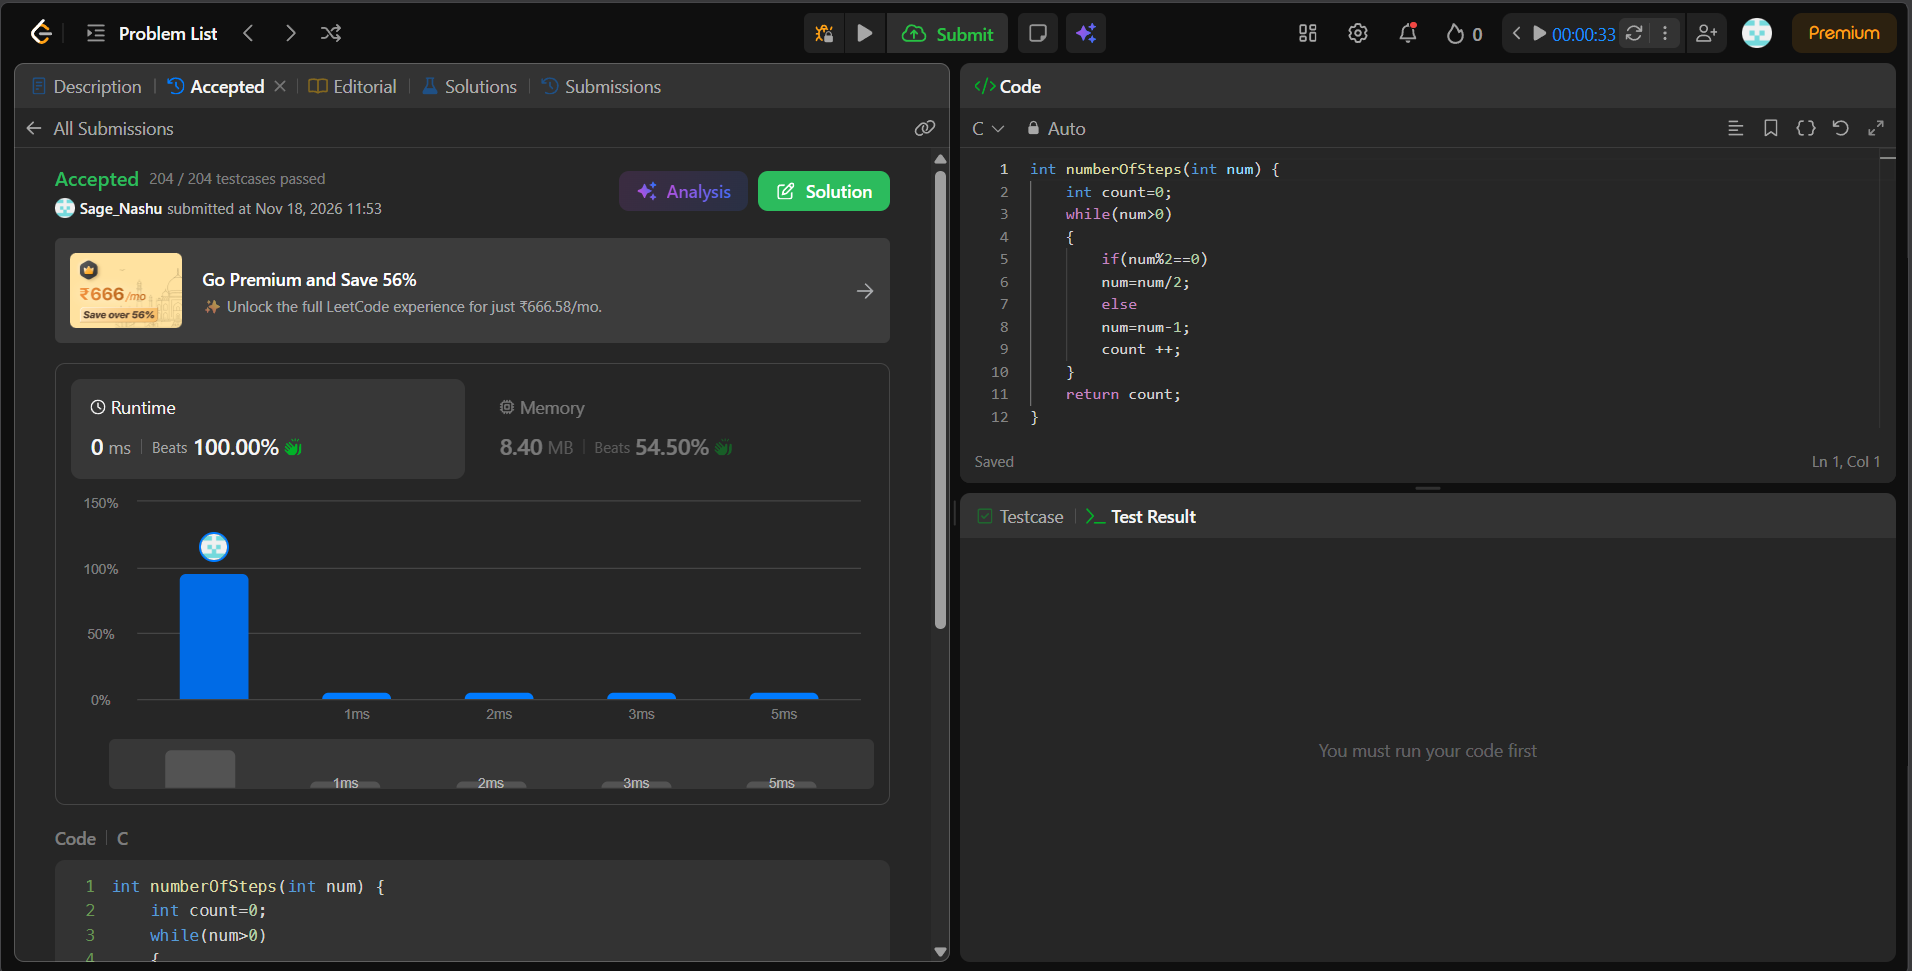 Problem List
Submit
0
00:00:33
Premium
Description
Accepted
Editorial
Solutions
Submissions
All Submissions
Accepted 204 / 204 testcases passed
Sage_Nashu submitted at Nov 18, 2026 11:53
Analysis
Solution
₹666/mo
Save over 56%
Go Premium and Save 56%
✨ Unlock the full LeetCode experience for just ₹666.58/mo.
Runtime
0 ms Beats 100.00%
Memory
8.40 MB Beats 54.50%
150%
100%
50%
0%
1ms 2ms 3ms 5ms
1ms 2ms 3ms 5ms
Code C
1 int numberOfSteps(int num) {
2 int count=0;
3 while(num>0)
4 {
</> Code
C Auto
1 int numberOfSteps(int num) {
2 int count=0;
3 while(num>0)
4 {
5 if(num%2==0)
6 num=num/2;
7 else
8 num=num-1;
9 count ++;
10 }
11 return count;
12 }
Saved Ln 1, Col 1
Testcase
Test Result
You must run your code first